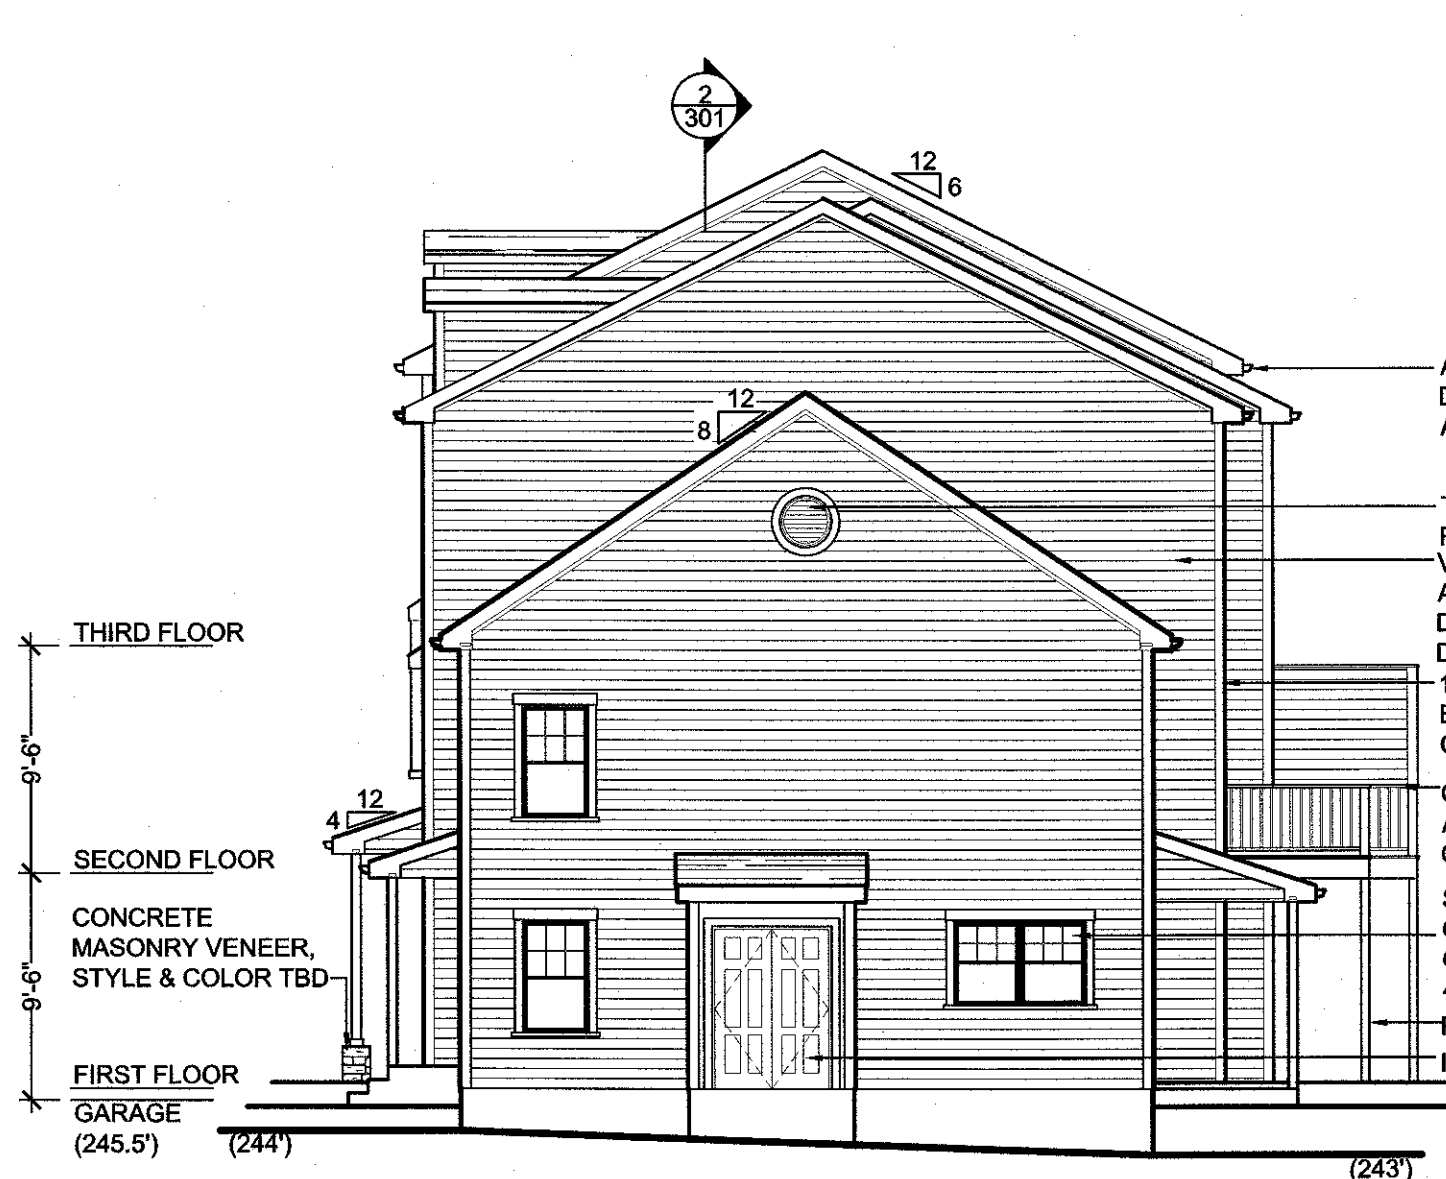 2
301
12
6
12
8
THIRD FLOOR
9'-6"
12
4
SECOND FLOOR
CONCRETE
MASONRY VENEER,
STYLE & COLOR TBD
9'-6"
FIRST FLOOR
GARAGE
(245.5')
(244')
(243')